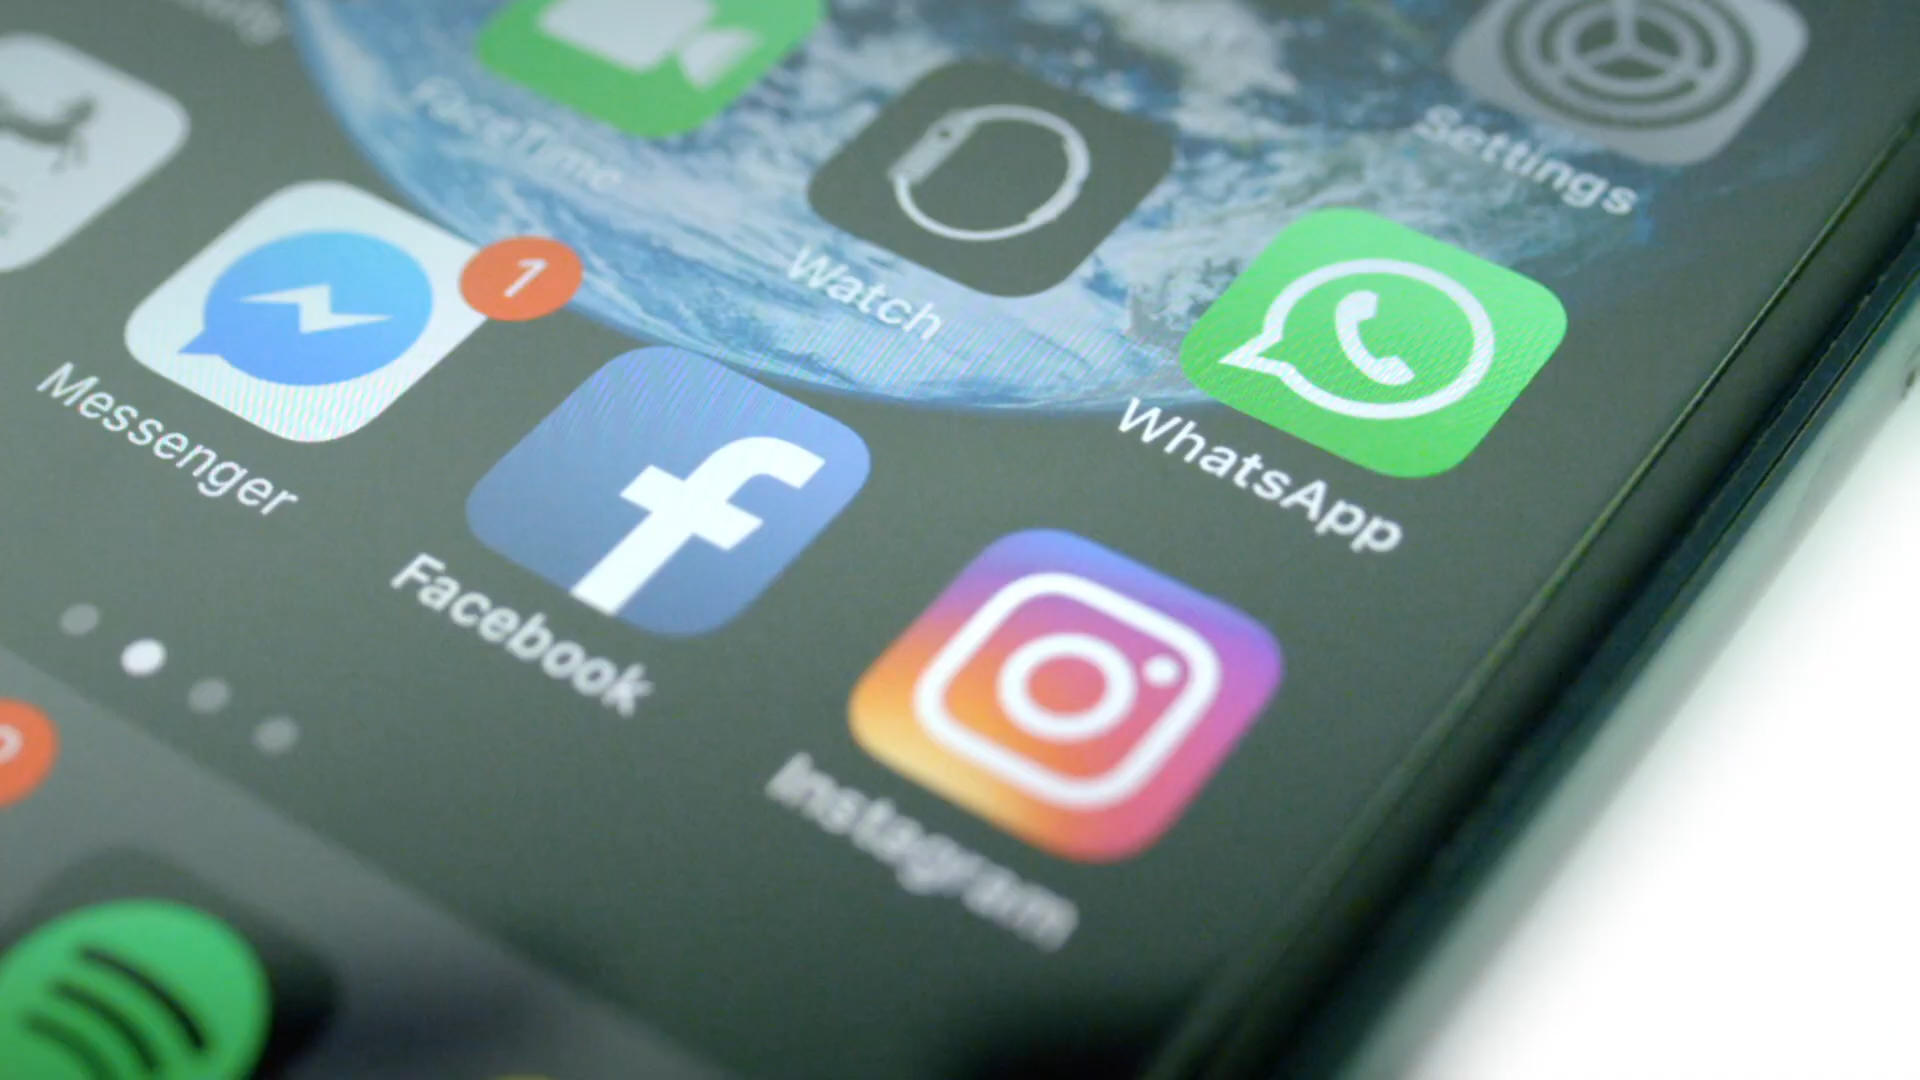 FaceTime
Watch
Settings
Messenger
1
Facebook
WhatsApp
Instagram